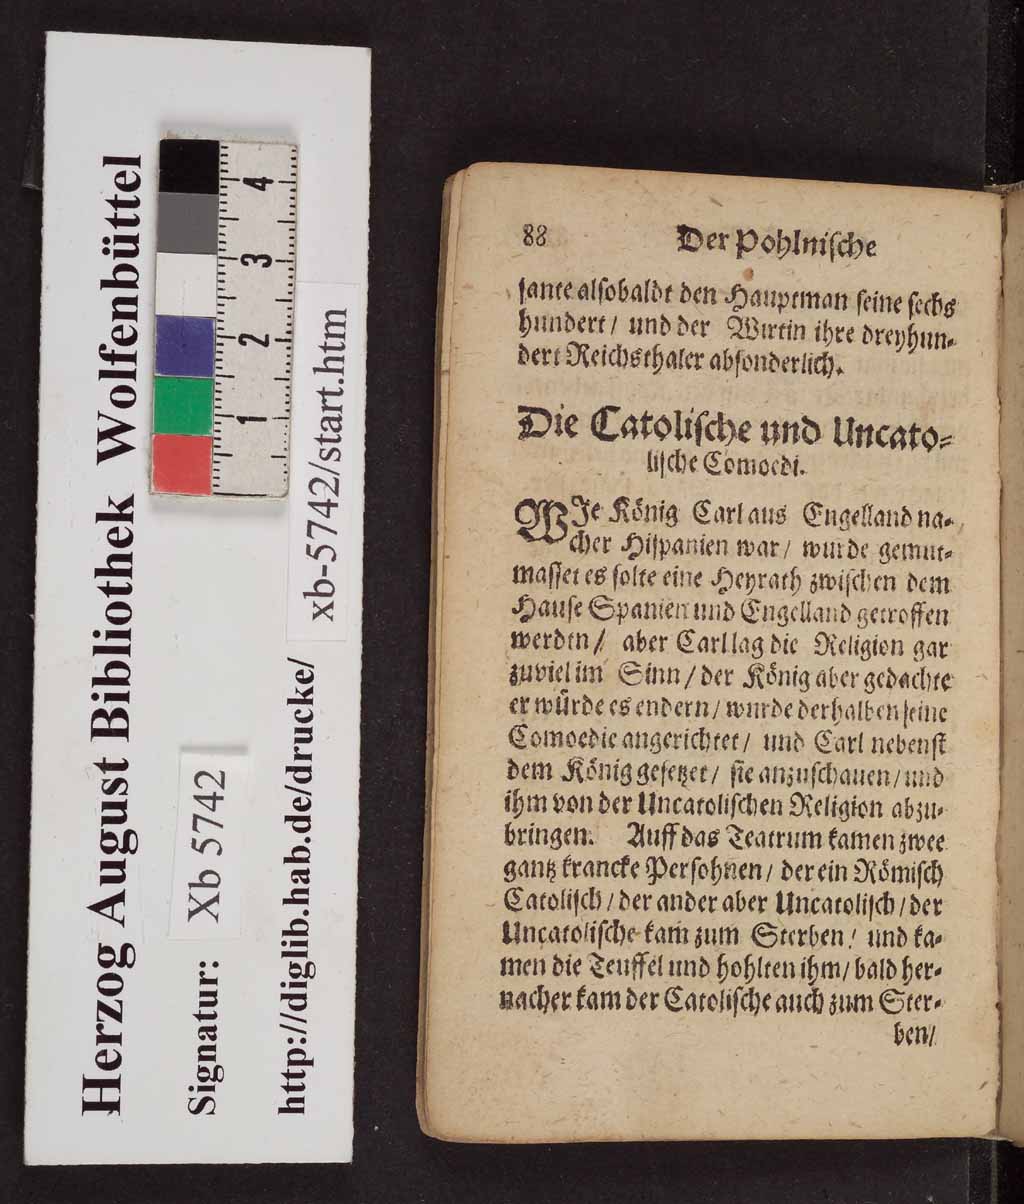 Herzog August Bibliothek Wolfenbüttel
Signatur: Xb 5742
http://diglib.hab.de/drucke/ xb-5742/start.htm
1 2 3 4
88 Der Pohlnische
sante alsobaldt den Hauptman seine sechs
hundert / und der Wirtin ihre dreyhun-
dert Reichsthaler absonderlich.
Die Catolische und Uncato-
lische Comoedi.
WJe König Carl aus Engelland na-
cher Hispanien war / wurde gemut-
masset es solte eine Heyrath zwischen dem
Hause Spanien und Engelland getroffen
werden / aber Carl lag die Religion gar
zuviel im Sinn / der König aber gedachte
er würde es endern / wurde derhalben seine
Comoedie angerichtet / und Carl nebenst
dem König gesetzet / sie anzuschauen / und
ihm von der Uncatolischen Religion abzu-
bringen. Auff das Teatrum kamen zwee
gantz krancke Persohnen / der ein Römisch
Catolisch / der ander aber Uncatolisch / der
Uncatolische kam zum Sterben / und ka-
men die Teuffel und hohlten ihm / bald her-
nacher kam der Catolische auch zum Ster-
ben /